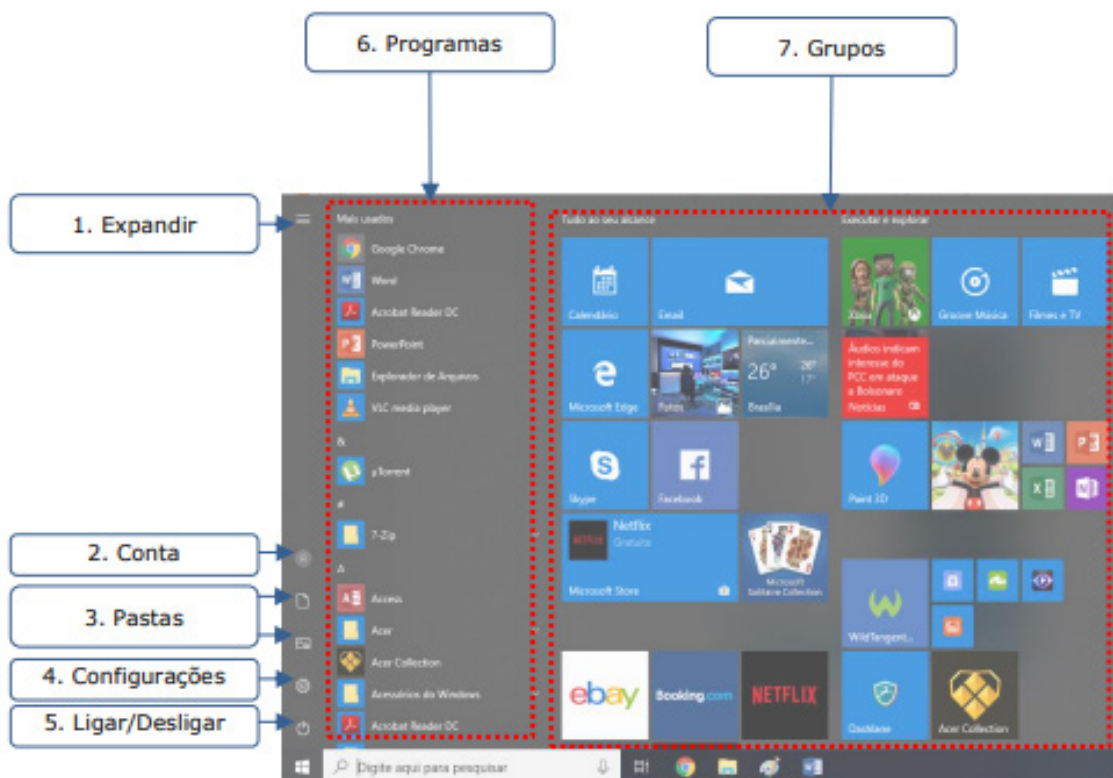 6. Programas
7. Grupos
1. Expandir
2. Conta
3. Pastas
4. Configurações
5. Ligar/Desligar
Mais usados
Google Chrome
Word
Acrobat Reader DC
PowerPoint
Explorador de Arquivos
VLC media player
&
µTorrent
#
7-Zip
A
Access
Acer
Acer Collection
Acessórios do Windows
Acrobat Reader DC
Tudo ao seu alcance
Calendário
Email
Microsoft Edge
Fotos
Parcialmente...
26°
26°
17°
Brasília
Skype
Facebook
NETFLIX
Netflix
Gratuito
Microsoft Store
Microsoft
Solitaire Collection
ebay
Booking.com
NETFLIX
Executar e explorar
Xbox
Groove Música
Filmes e TV
Áudios indicam
interesse do
PCC em ataque
a Bolsonaro
Notícias
Paint 3D
WildTangent...
Dashlane
Acer Collection
Digite aqui para pesquisar